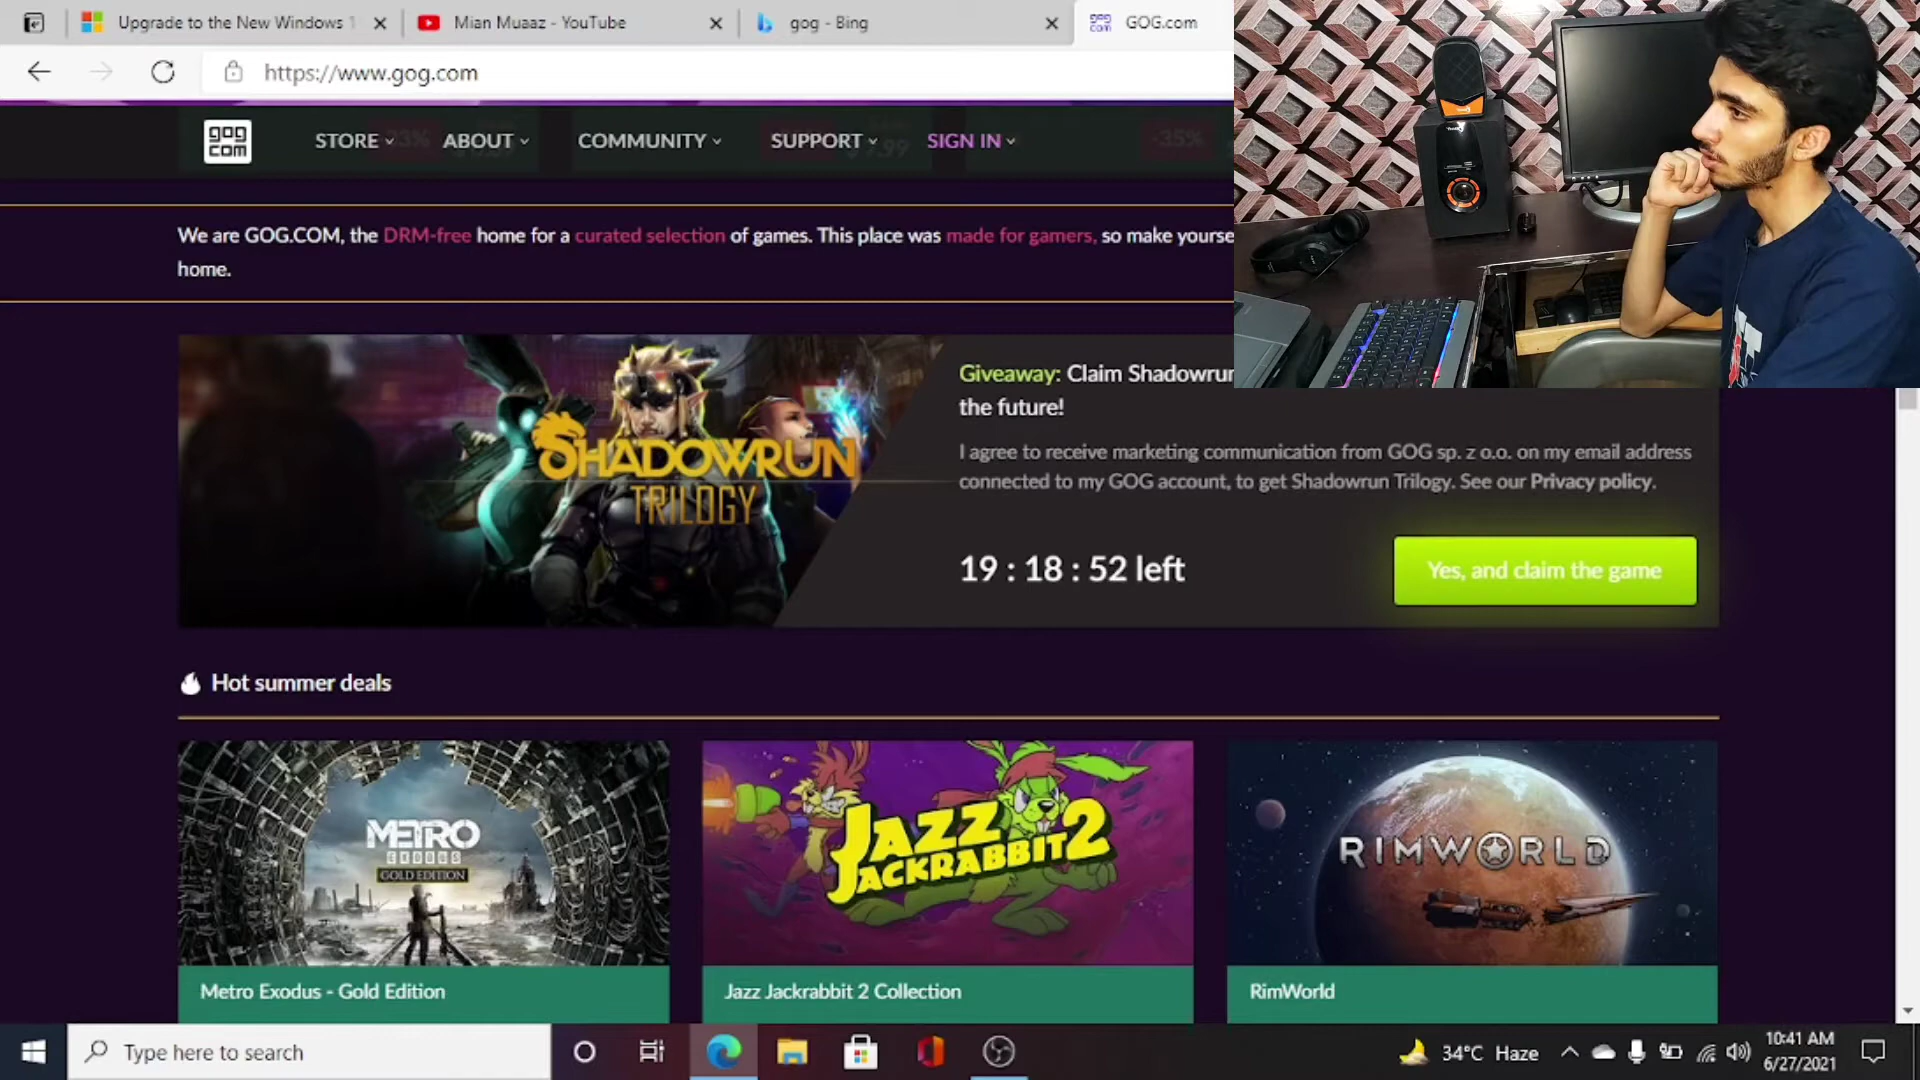 Upgrade to the New Windows 1
Mian Muaaz - YouTube
gog - Bing
GOG.com
https://www.gog.com
gog
com
STORE
ABOUT
COMMUNITY
SUPPORT
SIGN IN
-35%
We are GOG.COM, the DRM-free home for a curated selection of games. This place was made for gamers, so make yourse
home.
Giveaway: Claim Shadowrun
the future!
I agree to receive marketing communication from GOG sp. z o.o. on my email address
connected to my GOG account, to get Shadowrun Trilogy. See our Privacy policy.
SHADOWRUN
TRILOGY
19 : 18 : 52 left
Yes, and claim the game
Hot summer deals
METRO
EXODUS
GOLD EDITION
JAZZ
JACKRABBIT 2
RIMWORLD
Metro Exodus - Gold Edition
Jazz Jackrabbit 2 Collection
RimWorld
Type here to search
34°C Haze
10:41 AM
6/27/2021